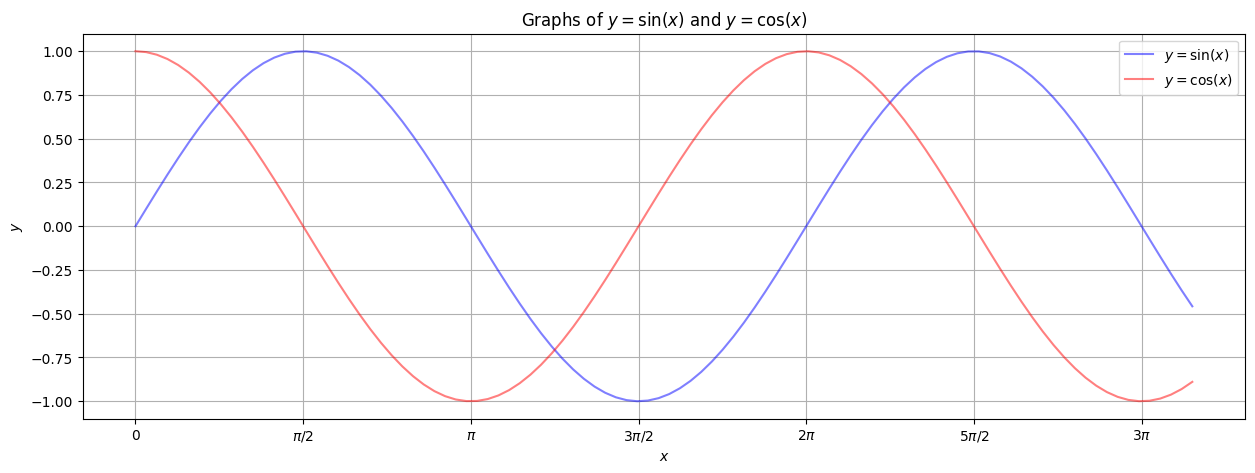 Graphs of y = sin(x) and y = cos(x)
y = sin(x)
y = cos(x)
1.00
0.75
0.50
0.25
0.00
−0.25
−0.50
−0.75
−1.00
y
0 π/2 π 3π/2 2π 5π/2 3π
x